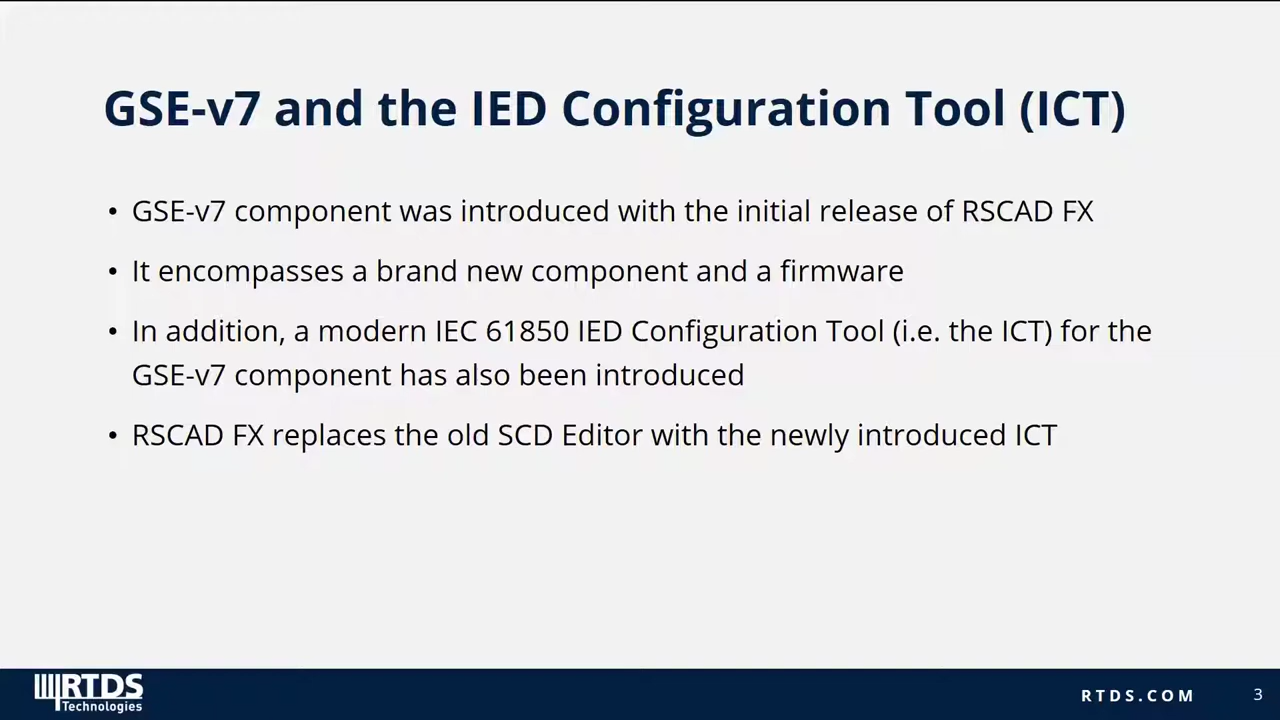 GSE-v7 and the IED Configuration Tool (ICT)
• GSE-v7 component was introduced with the initial release of RSCAD FX
• It encompasses a brand new component and a firmware
• In addition, a modern IEC 61850 IED Configuration Tool (i.e. the ICT) for the
GSE-v7 component has also been introduced
• RSCAD FX replaces the old SCD Editor with the newly introduced ICT
RTDS
Technologies
RTDS.COM
3